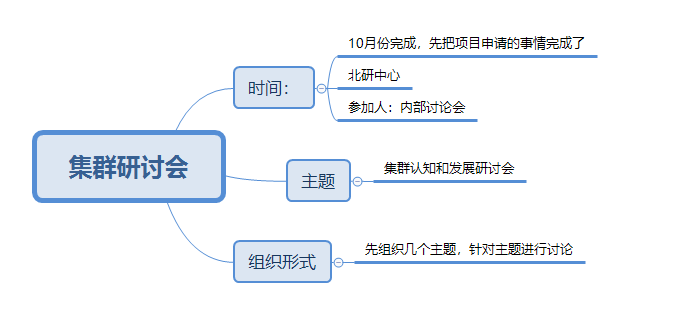 集群研讨会
时间：
10月份完成，先把项目申请的事情完成了
北研中心
参加人：内部讨论会
主题
集群认知和发展研讨会
组织形式
先组织几个主题，针对主题进行讨论